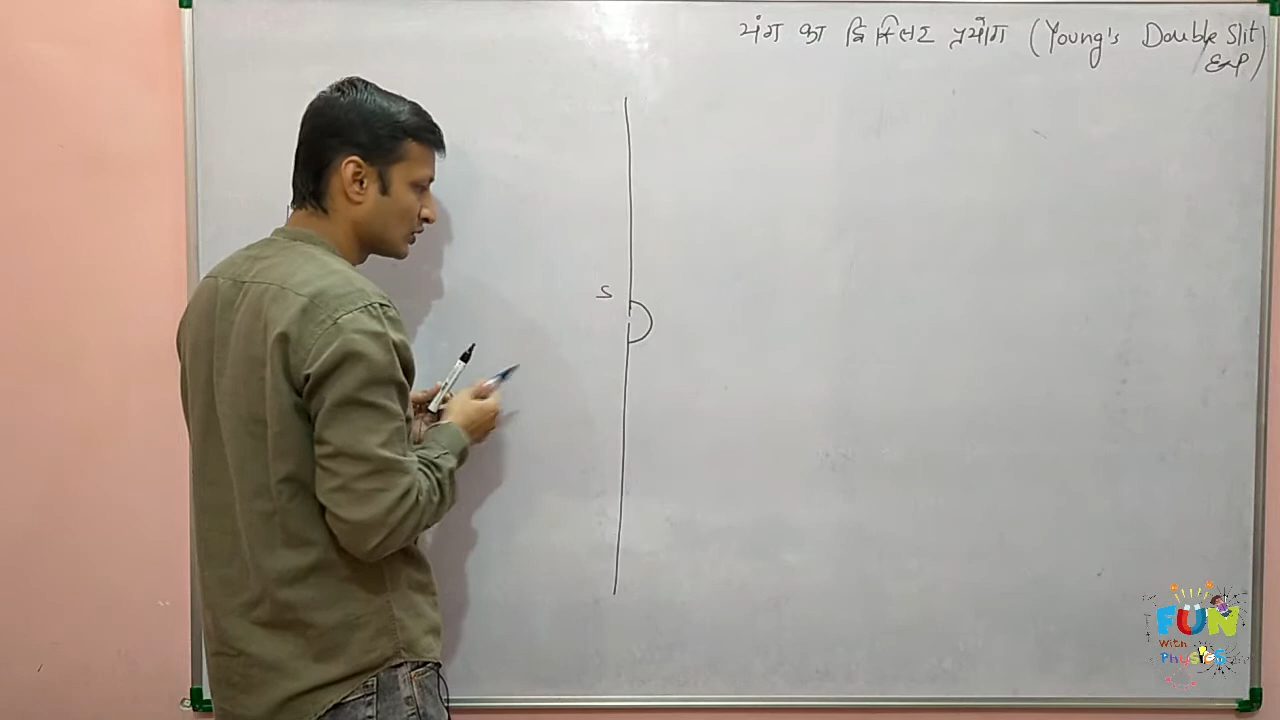 यंग का द्वि स्लिट प्रयोग (Young's Double Slit
Exp)
S
FUN
With
Physics